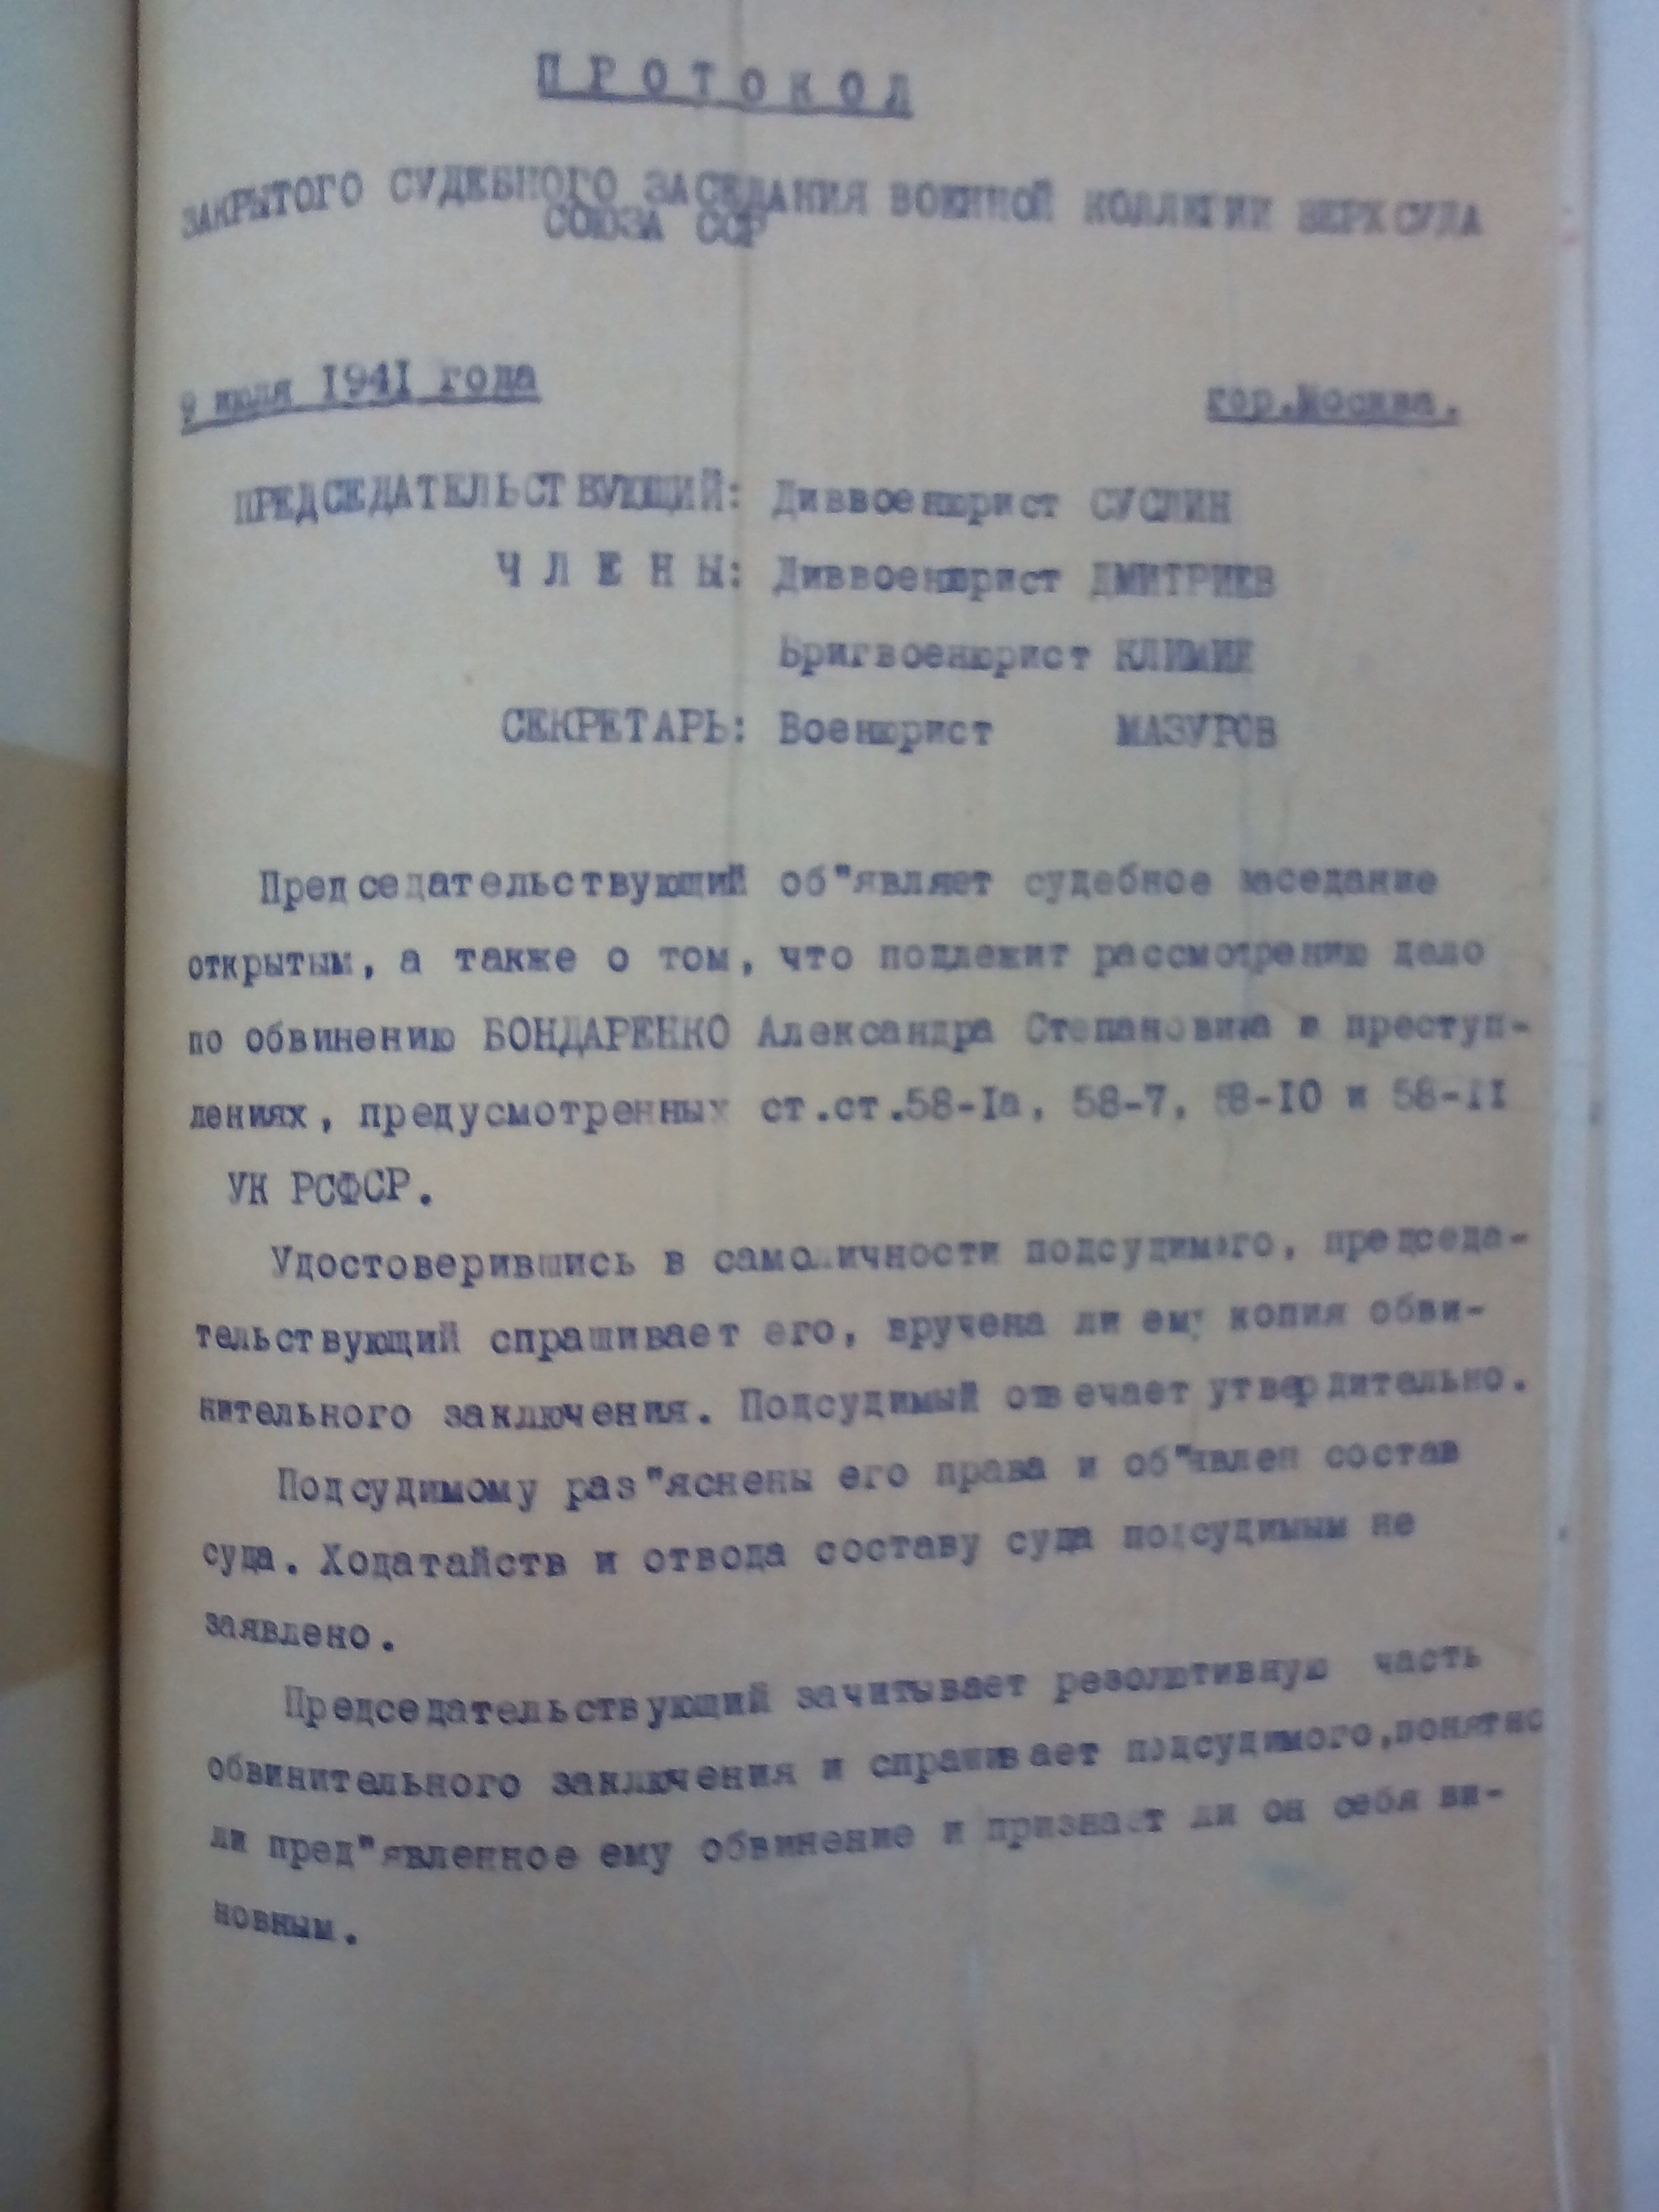 ПРОТОКОЛ
ЗАКРЫТОГО СУДЕБНОГО ЗАСЕДАНИЯ ВОЕННОЙ КОЛЛЕГИИ ВЕРХСУДА
СОЮЗА ССР
9 июля 1941 года
гор.Москва.
ПРЕДСЕДАТЕЛЬСТВУЮЩИЙ: Диввоенюрист СУСЛИН
ЧЛЕНЫ: Диввоенюрист ДМИТРИЕВ
Бригвоенюрист КЛИМИН
СЕКРЕТАРЬ: Военюрист МАЗУРОВ
Председательствующий об"являет судебное заседание
открытым, а также о том, что подлежит рассмотрению дело
по обвинению БОНДАРЕНКО Александра Степановича в преступ-
лениях, предусмотренных ст.ст.58-Iа, 58-7, 58-IO и 58-II
УК РСФСР.
Удостоверившись в самоличности подсудимого, председа-
тельствующий спрашивает его, вручена ли ему копия обви-
нительного заключения. Подсудимый отвечает утвердительно.
Подсудимому раз"яснены его права и об"явлен состав
суда. Ходатайств и отвода составу суда подсудимым не
заявлено.
Председательствующий зачитывает резолютивную часть
обвинительного заключения и спрашивает подсудимого,понятно
ли пред"явленное ему обвинение и признает ли он себя ви-
новным.